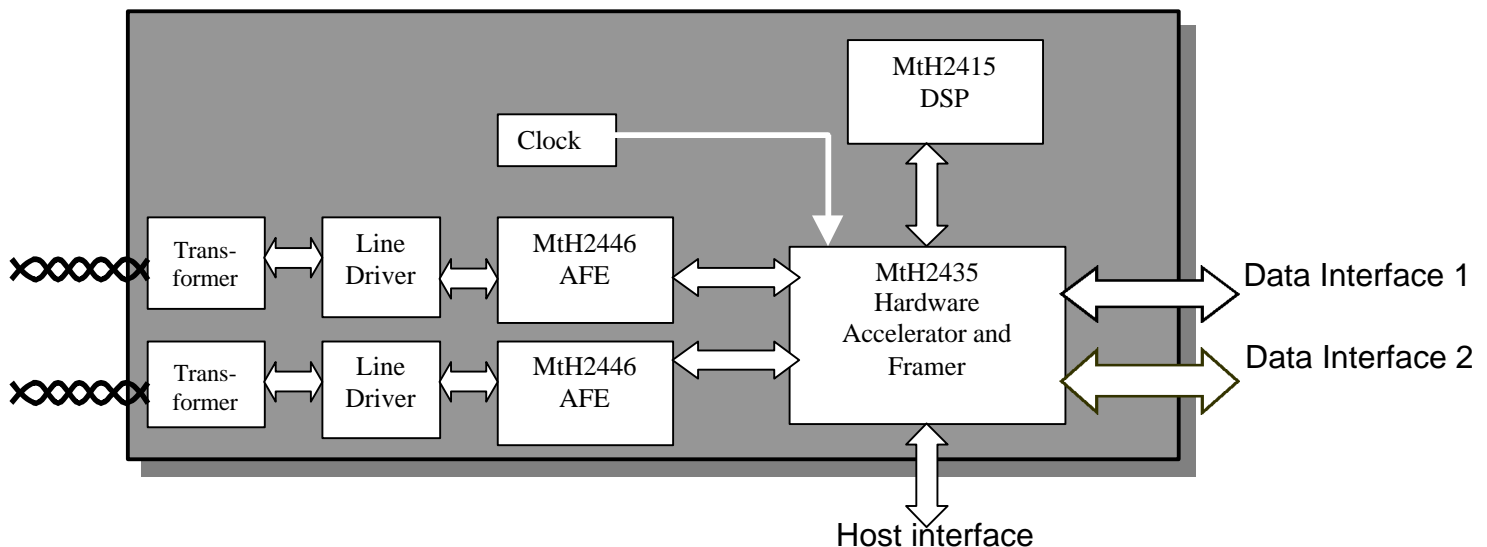 MtH2415
DSP
Clock
Trans-
former
Line
Driver
MtH2446
AFE
MtH2435
Hardware
Accelerator and
Framer
Data Interface 1
Trans-
former
Line
Driver
MtH2446
AFE
Data Interface 2
Host interface